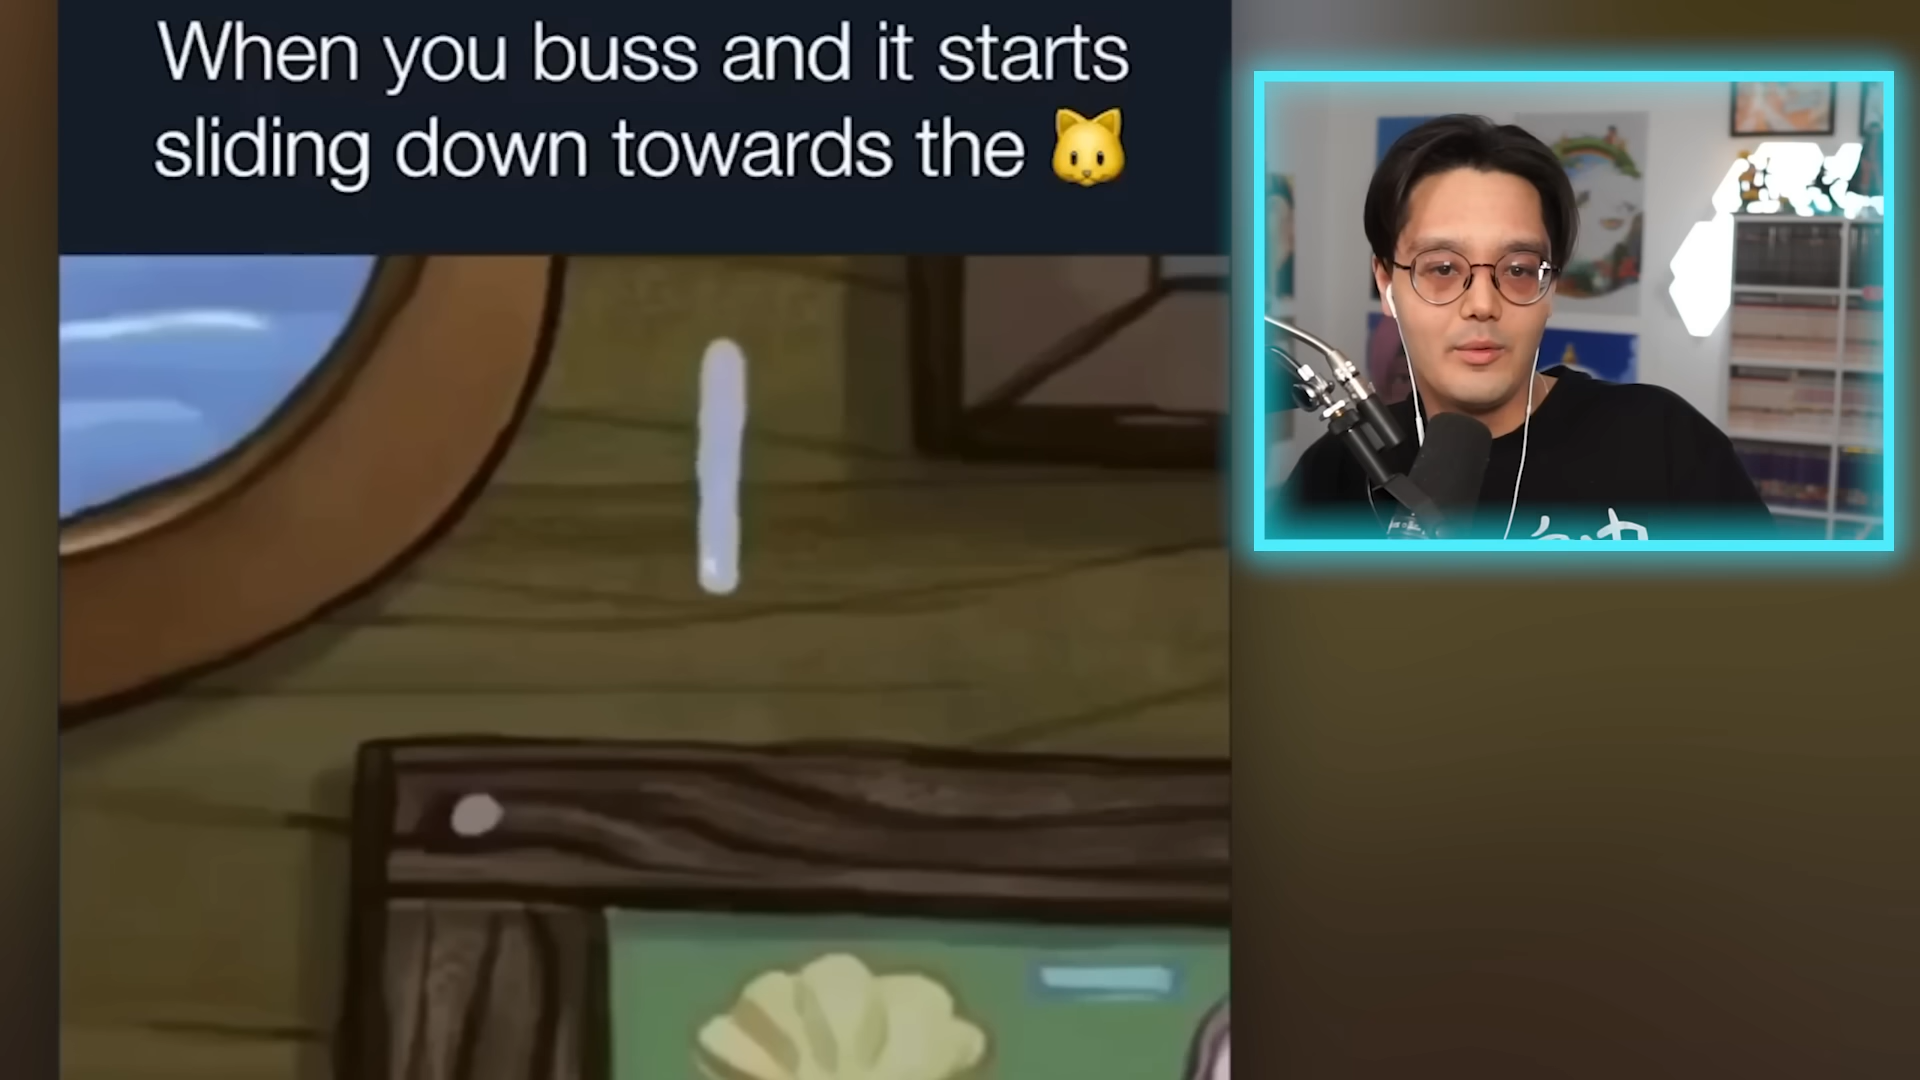 When you buss and it starts
sliding down towards the 🐱